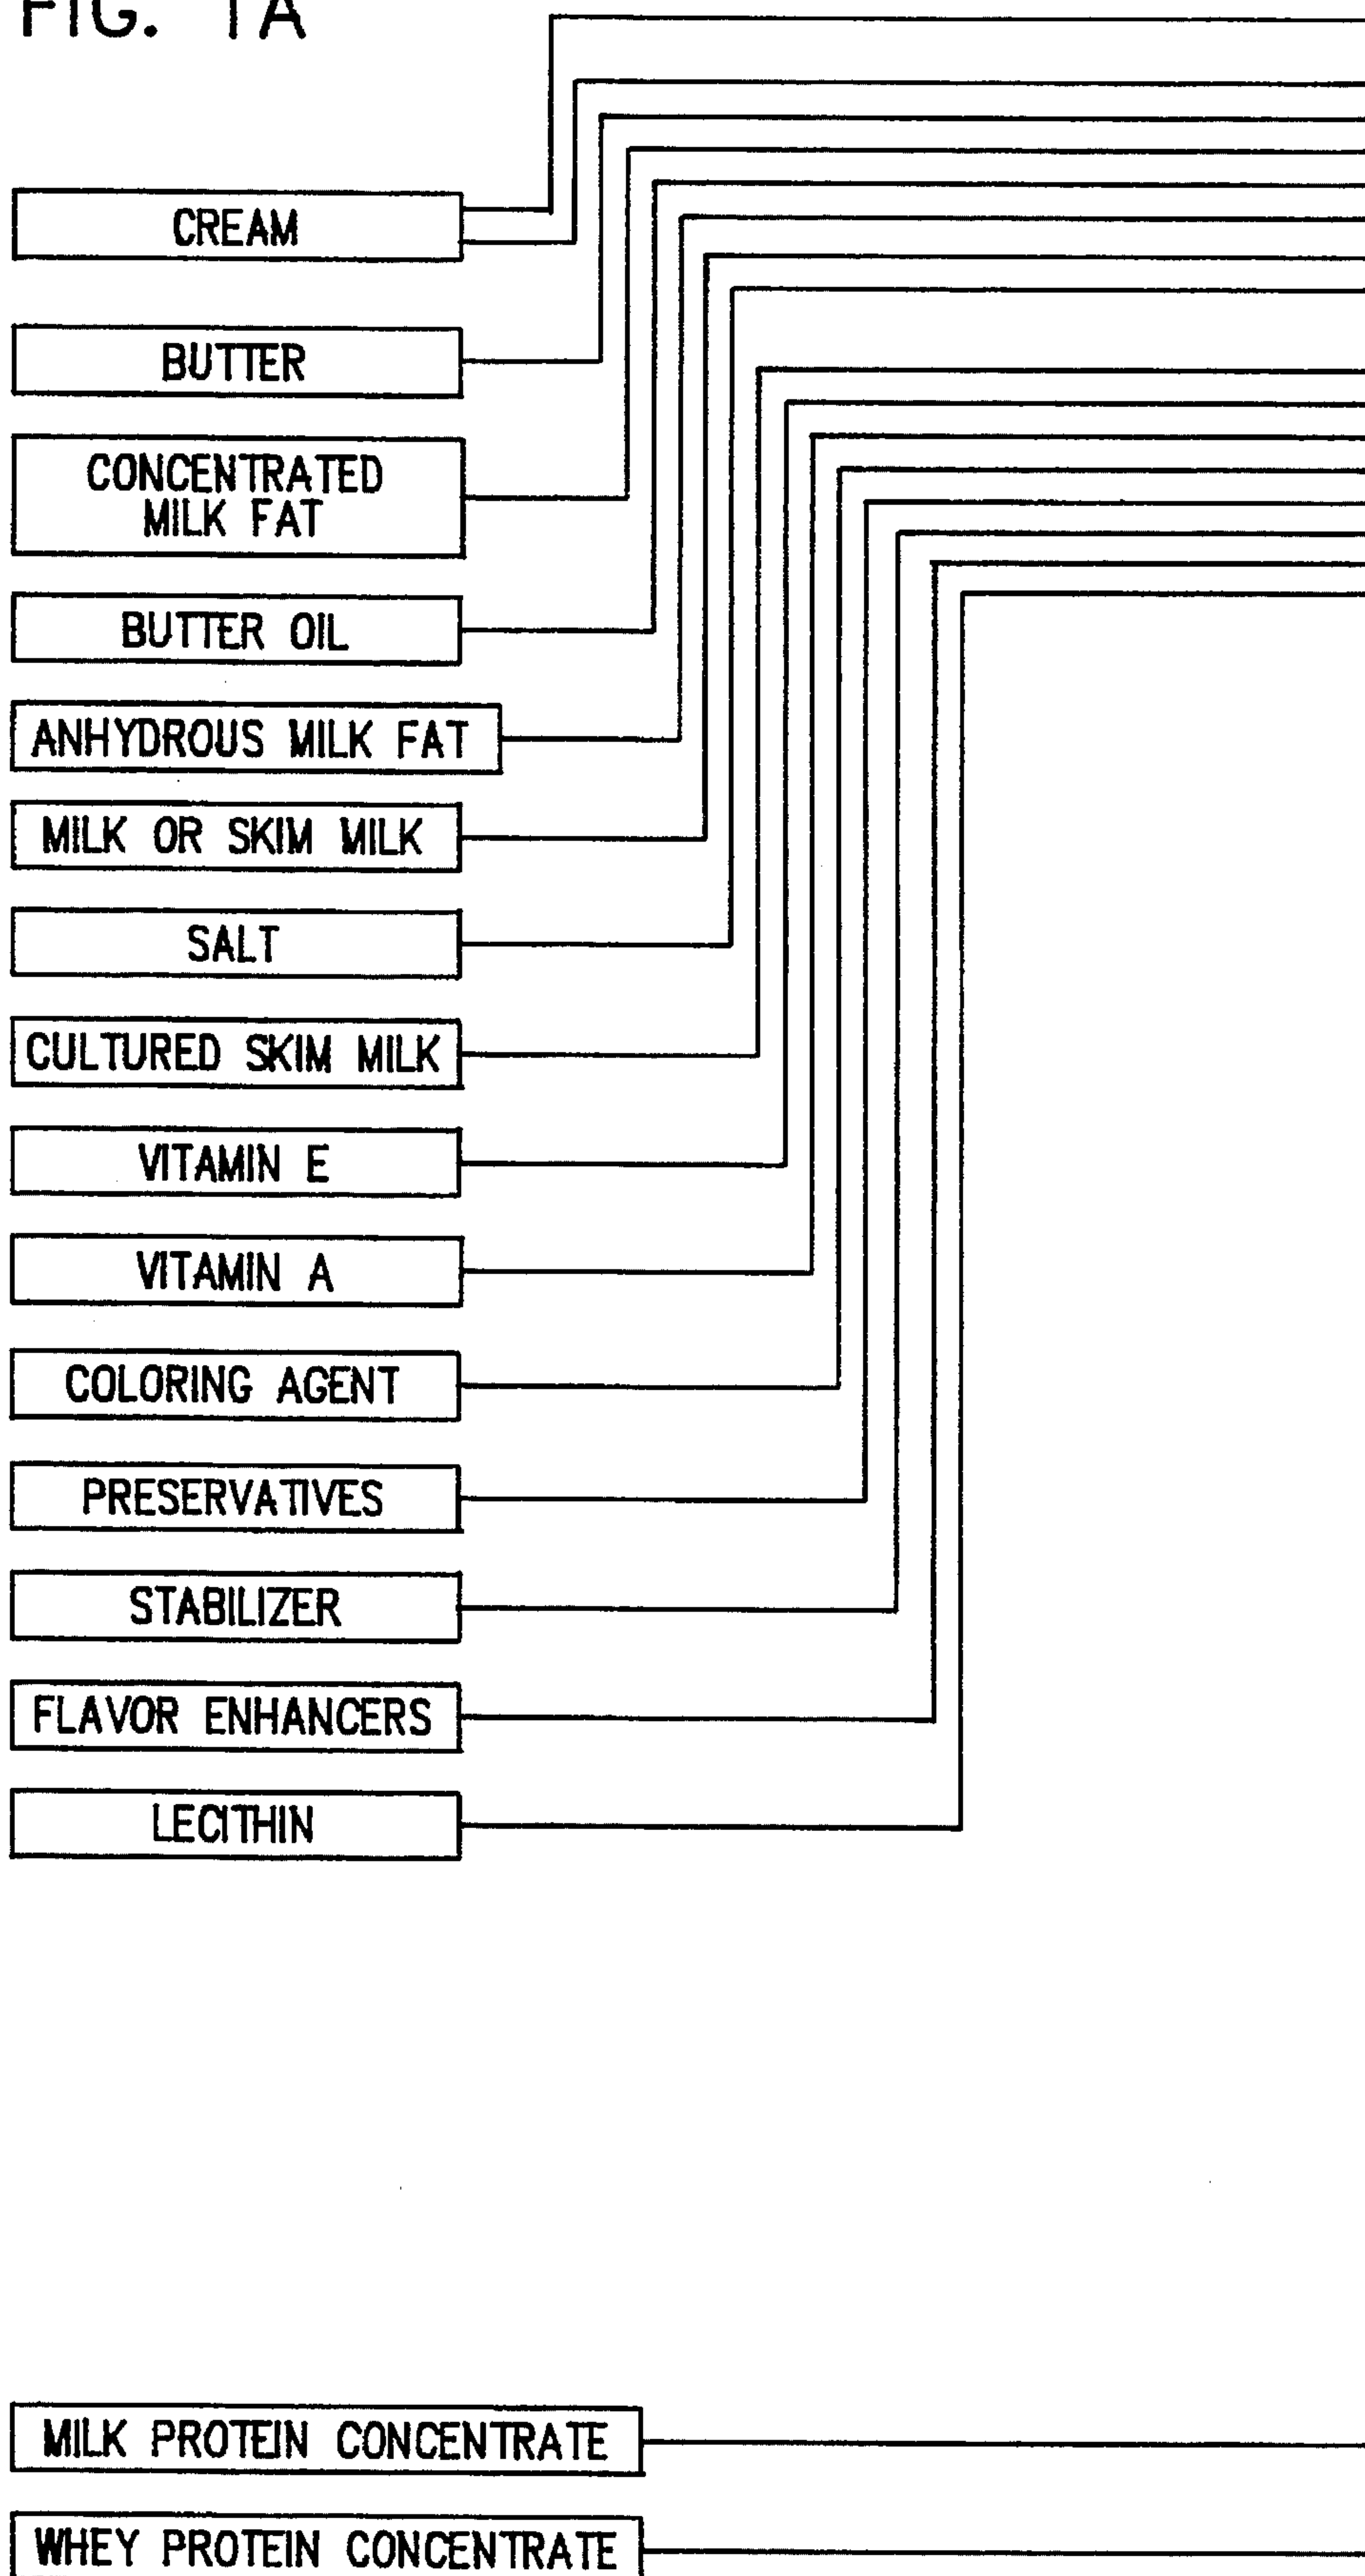 FIG. 1A
CREAM
BUTTER
CONCENTRATED
MILK FAT
BUTTER OIL
ANHYDROUS MILK FAT
MILK OR SKIM MILK
SALT
CULTURED SKIM MILK
VITAMIN E
VITAMIN A
COLORING AGENT
PRESERVATIVES
STABILIZER
FLAVOR ENHANCERS
LECITHIN
MILK PROTEIN CONCENTRATE
WHEY PROTEIN CONCENTRATE